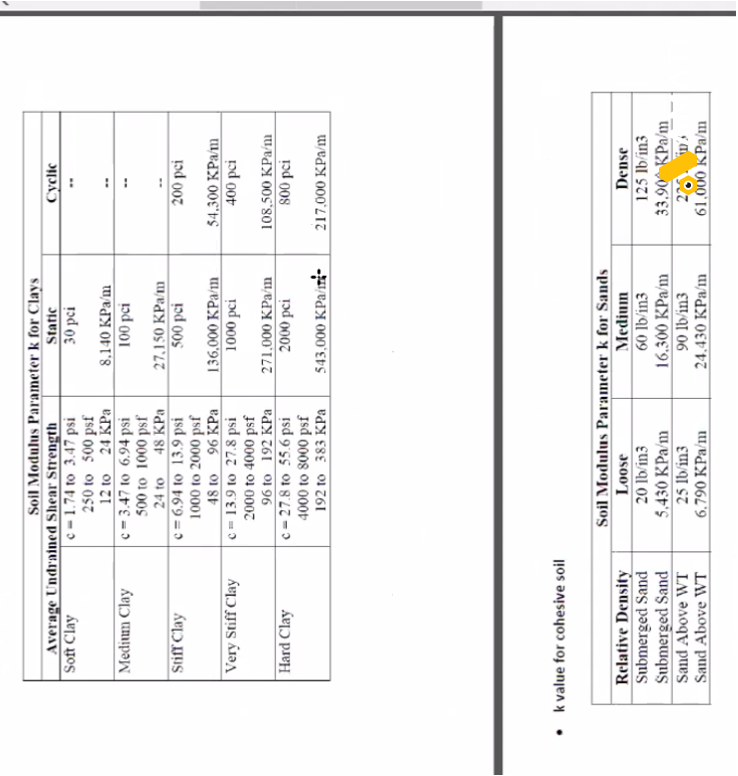 Soil Modulus Parameter k for Clays
Average Undrained Shear Strength Static Cyclic
Soft Clay c = 1.74 to 3.47 psi 30 pci --
250 to 500 psf
12 to 24 KPa 8,140 KPa/m --
Medium Clay c = 3.47 to 6.94 psi 100 pci --
500 to 1000 psf
24 to 48 KPa 27,150 KPa/m --
Stiff Clay c = 6.94 to 13.9 psi 500 pci 200 pci
1000 to 2000 psf
48 to 96 KPa 136,000 KPa/m 54,300 KPa/m
Very Stiff Clay c = 13.9 to 27.8 psi 1000 pci 400 pci
2000 to 4000 psf
96 to 192 KPa 271,000 KPa/m 108,500 KPa/m
Hard Clay c = 27.8 to 55.6 psi 2000 pci 800 pci
4000 to 8000 psf
192 to 383 KPa 543,000 KPa/m 217,000 KPa/m
• k value for cohesive soil
Soil Modulus Parameter k for Sands
Relative Density Loose Medium Dense
Submerged Sand 20 lb/in3 60 lb/in3 125 lb/in3
Submerged Sand 5,430 KPa/m 16,300 KPa/m 33,900 KPa/m
Sand Above WT 25 lb/in3 90 lb/in3
Sand Above WT 6,790 KPa/m 24,430 KPa/m 61,000 KPa/m